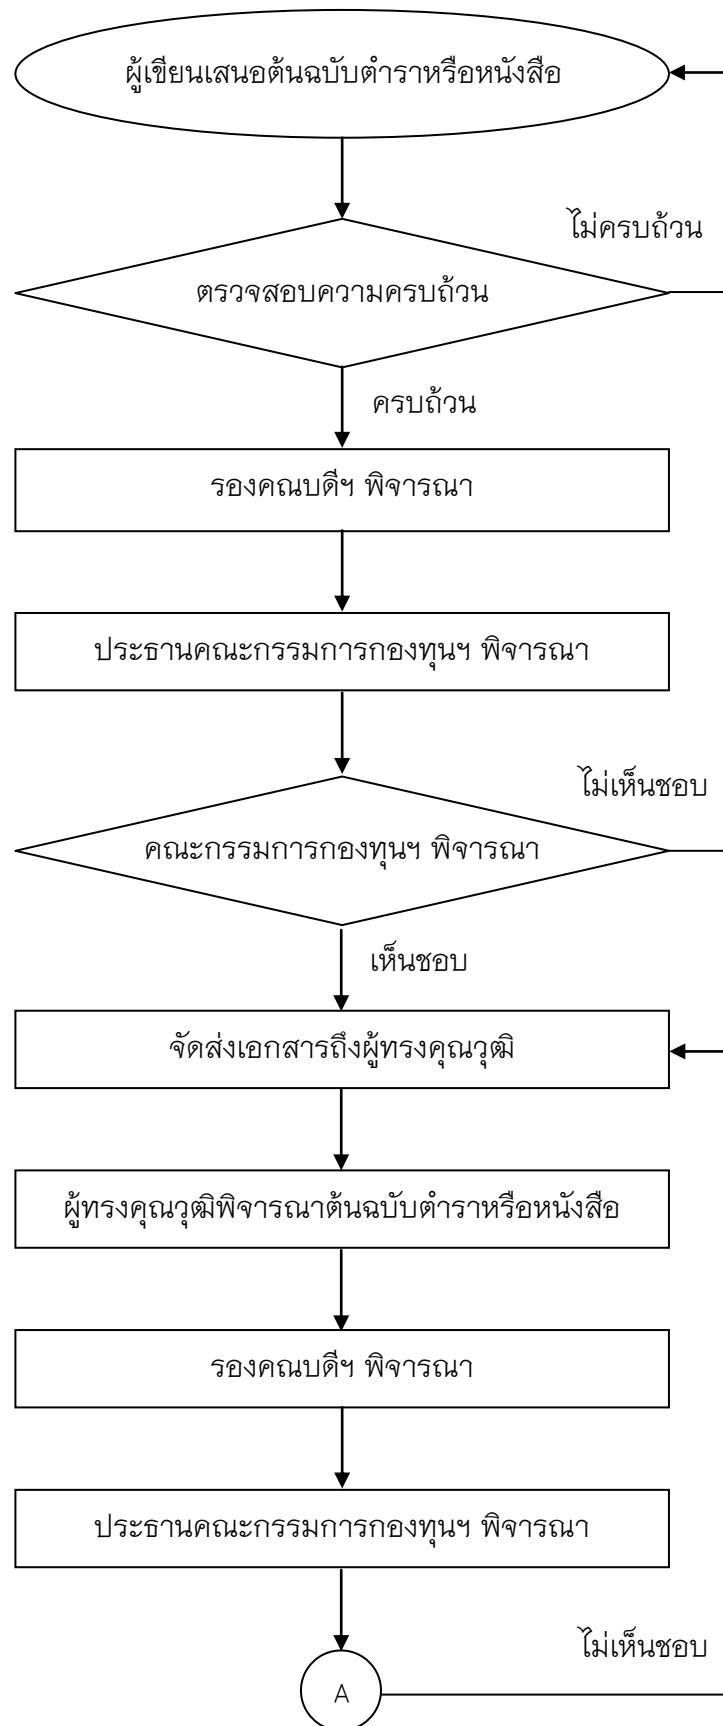 ผู้เขียนเสนอต้นฉบับตำราหรือหนังสือ
ไม่ครบถ้วน
ตรวจสอบความครบถ้วน
ครบถ้วน
รองคณบดีฯ พิจารณา
ประธานคณะกรรมการกองทุนฯ พิจารณา
ไม่เห็นชอบ
คณะกรรมการกองทุนฯ พิจารณา
เห็นชอบ
จัดส่งเอกสารถึงผู้ทรงคุณวุฒิ
ผู้ทรงคุณวุฒิพิจารณาต้นฉบับตำราหรือหนังสือ
รองคณบดีฯ พิจารณา
ประธานคณะกรรมการกองทุนฯ พิจารณา
ไม่เห็นชอบ
A